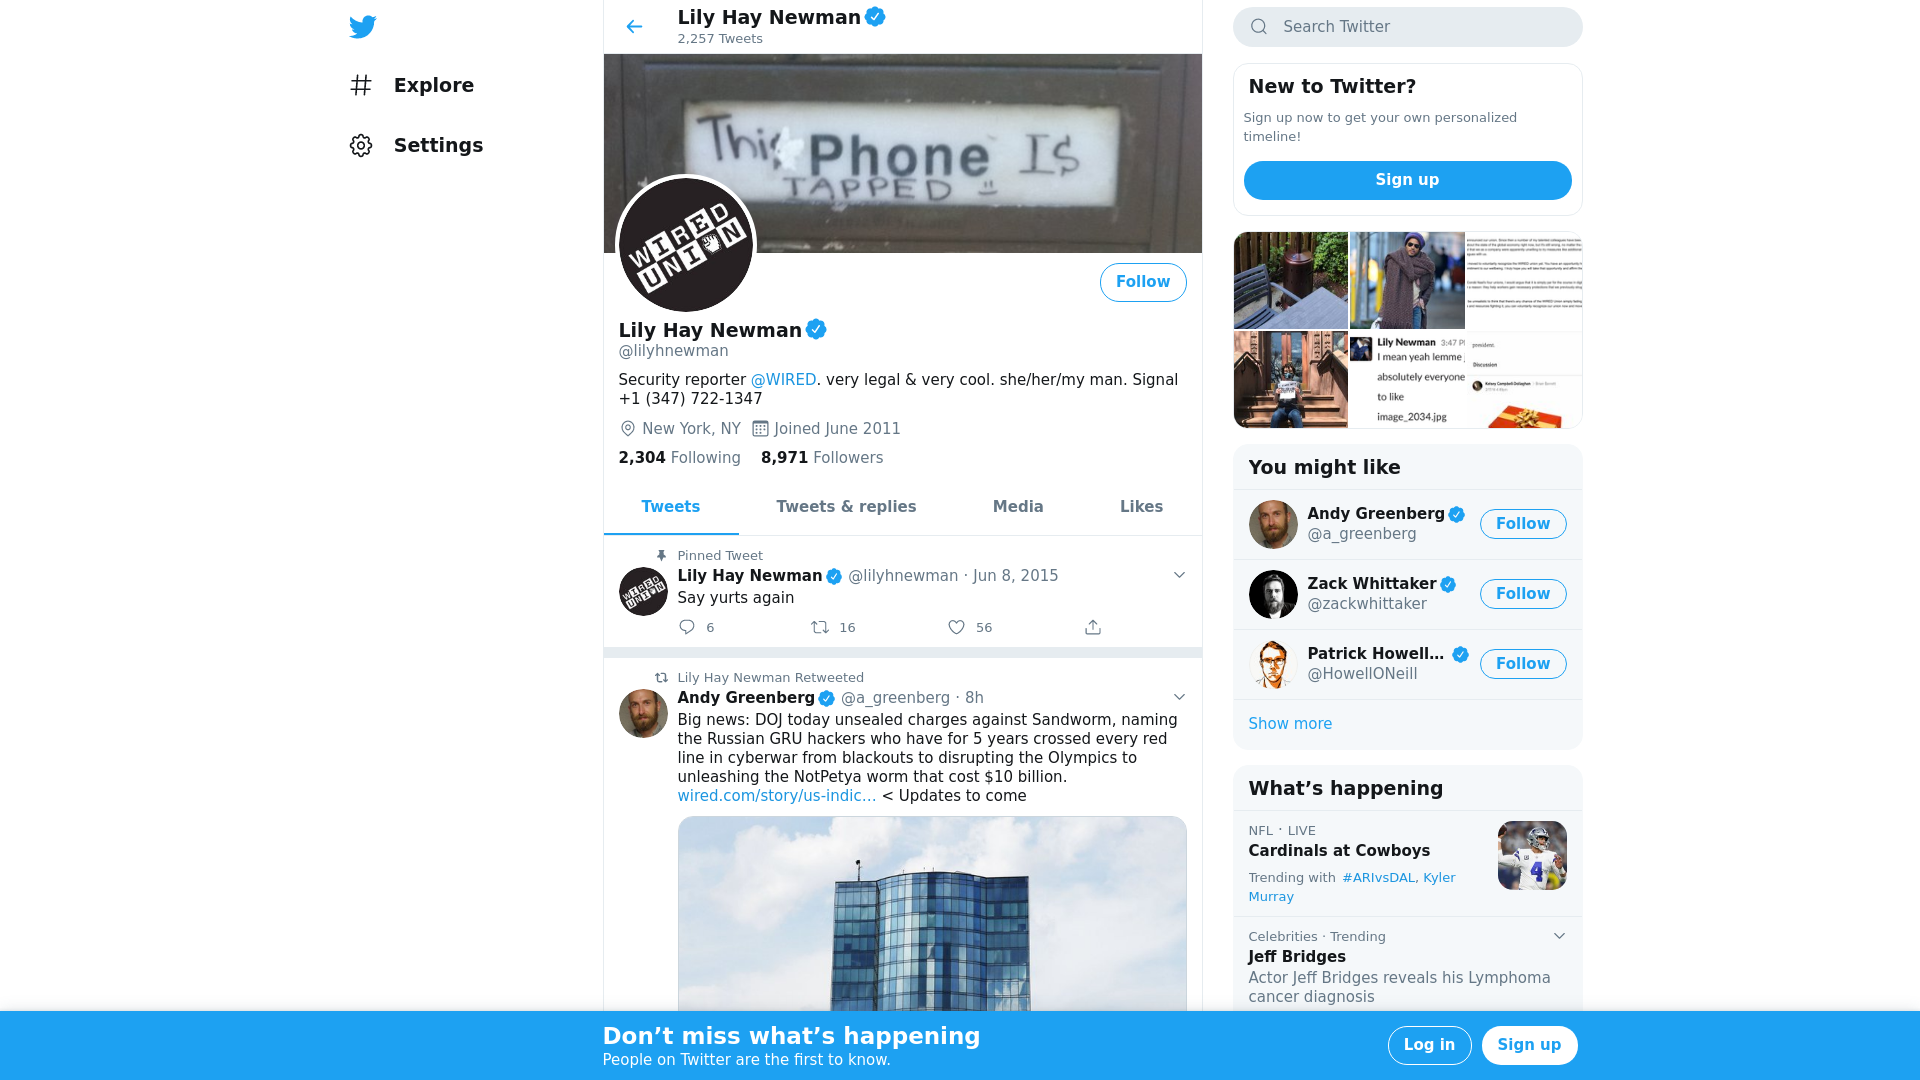 Explore
Settings
Lily Hay Newman
2,257 Tweets
This Phone Is
TAPPED
WIRED
UNION
Follow
Lily Hay Newman
@lilyhnewman
Security reporter @WIRED. very legal & very cool. she/her/my man. Signal
+1 (347) 722-1347
New York, NY Joined June 2011
2,304 Following 8,971 Followers
Tweets Tweets & replies Media Likes
Pinned Tweet
Lily Hay Newman @lilyhnewman · Jun 8, 2015
WIRED
UNION
Say yurts again
6 16 56
Lily Hay Newman Retweeted
Andy Greenberg @a_greenberg · 8h
Big news: DOJ today unsealed charges against Sandworm, naming
the Russian GRU hackers who have for 5 years crossed every red
line in cyberwar from blackouts to disrupting the Olympics to
unleashing the NotPetya worm that cost $10 billion.
wired.com/story/us-indic… < Updates to come
Search Twitter
New to Twitter?
Sign up now to get your own personalized
timeline!
Sign up
Lily Newman 3:47 P
I mean yeah lemme
absolutely everyone
to like
image_2034.jpg
president.
Discussion
Kelsey Campbell-Dollaghan
You might like
Andy Greenberg
@a_greenberg
Follow
Zack Whittaker
@zackwhittaker
Follow
Patrick Howell…
@HowellONeill
Follow
Show more
What’s happening
NFL · LIVE
Cardinals at Cowboys
Trending with #ARIvsDAL, Kyler
Murray
4
Celebrities · Trending
Jeff Bridges
Actor Jeff Bridges reveals his Lymphoma
cancer diagnosis
Don’t miss what’s happening
People on Twitter are the first to know.
Log in
Sign up